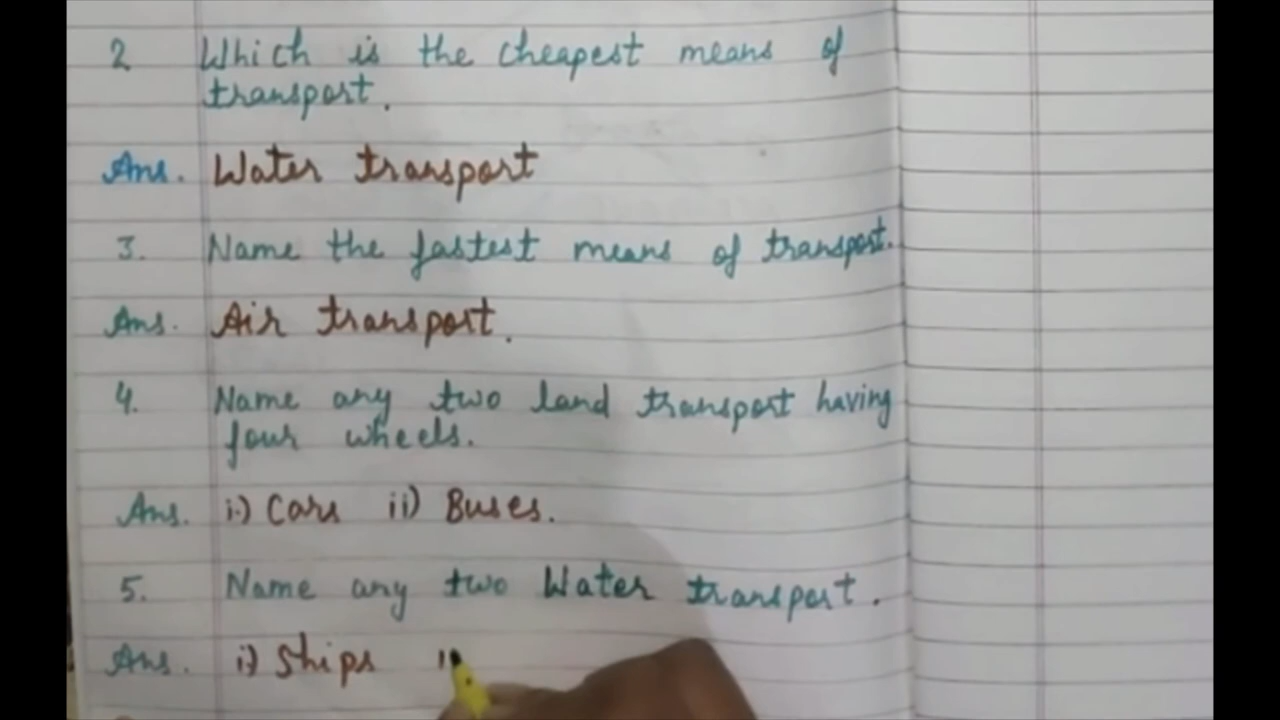 2 Which is the cheapest means of
transport.
Ans. Water transport
3. Name the fastest means of transport.
Ans. Air transport.
4. Name any two land transport having
four wheels.
Ans. i) Cars ii) Buses.
5. Name any two Water transport.
Ans. i) Ships